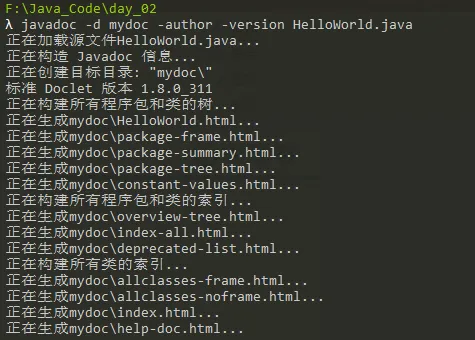 F:\Java_Code\day_02
λ javadoc -d mydoc -author -version HelloWorld.java
正在加载源文件HelloWorld.java...
正在构造 Javadoc 信息...
正在创建目标目录: "mydoc\"
标准 Doclet 版本 1.8.0_311
正在构建所有程序包和类的树...
正在生成mydoc\HelloWorld.html...
正在生成mydoc\package-frame.html...
正在生成mydoc\package-summary.html...
正在生成mydoc\package-tree.html...
正在生成mydoc\constant-values.html...
正在构建所有程序包和类的索引...
正在生成mydoc\overview-tree.html...
正在生成mydoc\index-all.html...
正在生成mydoc\deprecated-list.html...
正在构建所有类的索引...
正在生成mydoc\allclasses-frame.html...
正在生成mydoc\allclasses-noframe.html...
正在生成mydoc\index.html...
正在生成mydoc\help-doc.html...